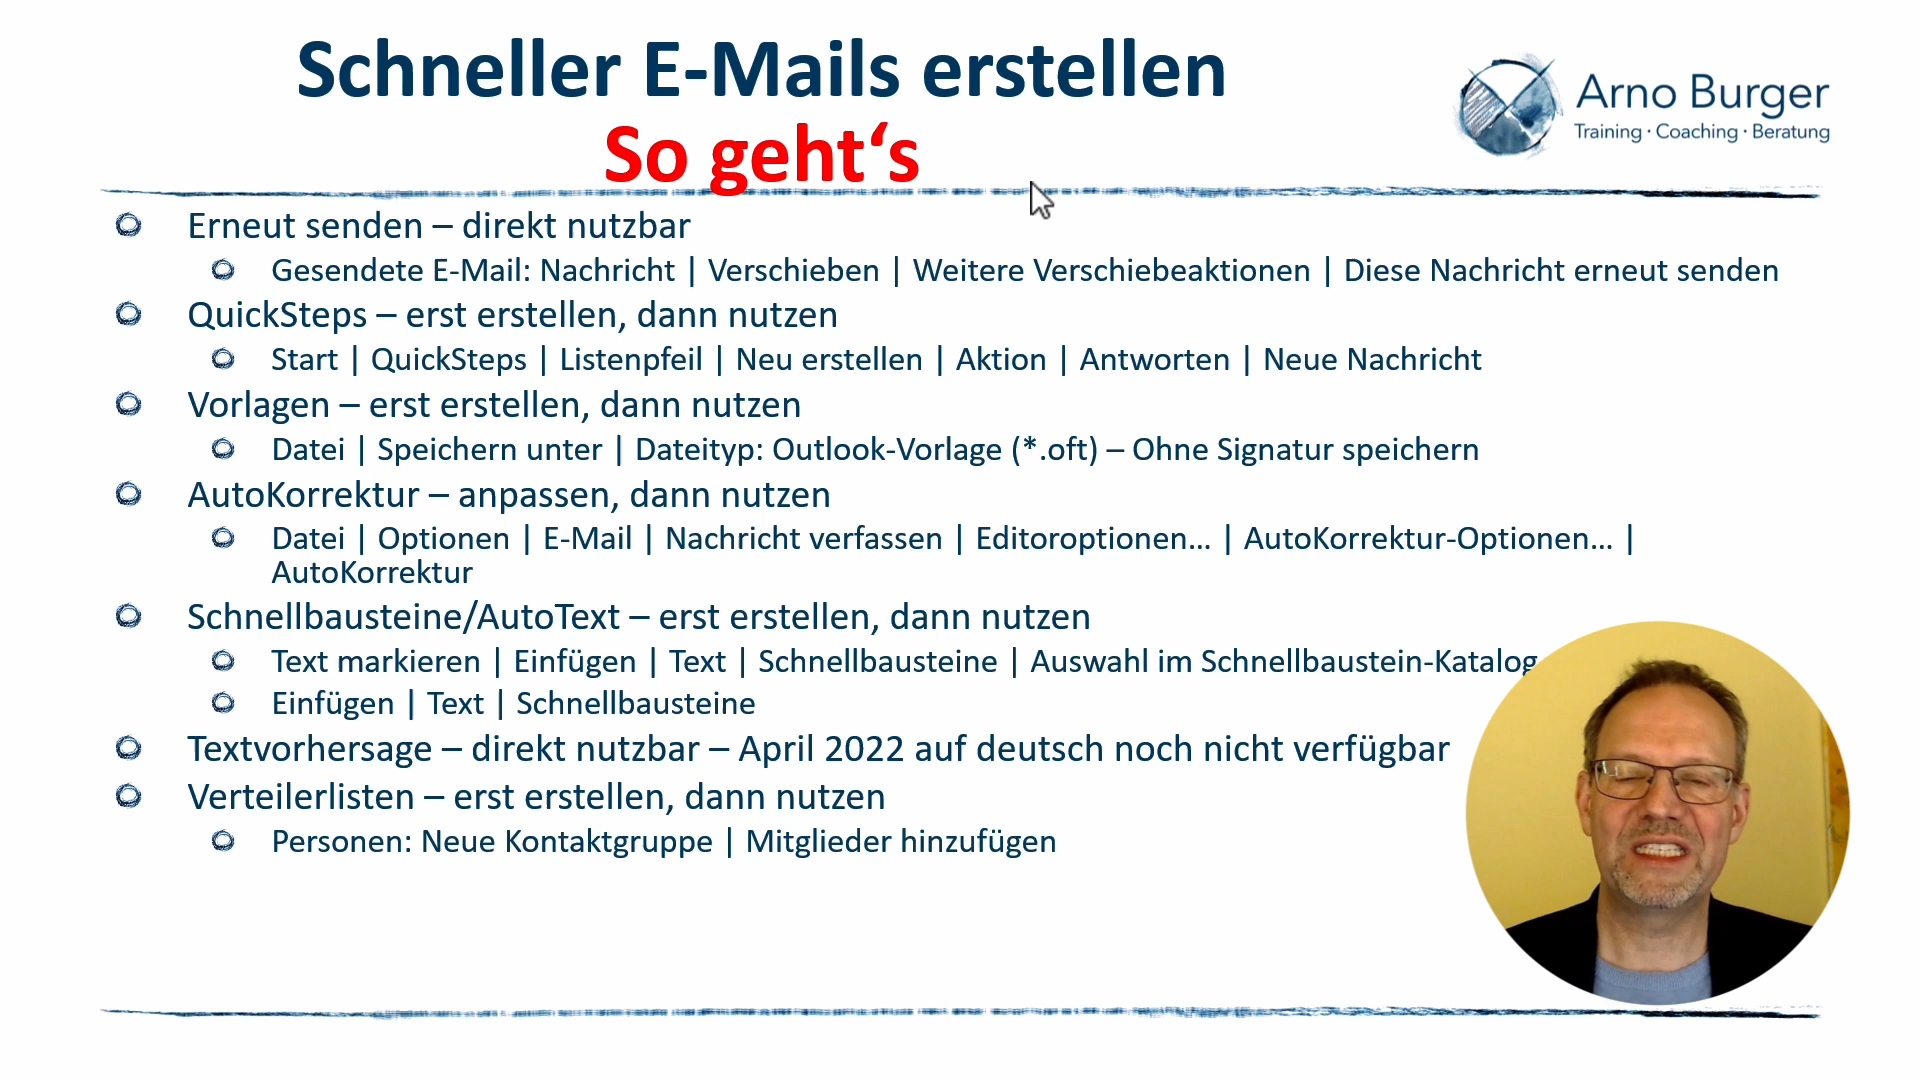 Schneller E-Mails erstellen
So geht‘s
Arno Burger
Training · Coaching · Beratung
Erneut senden – direkt nutzbar
Gesendete E-Mail: Nachricht | Verschieben | Weitere Verschiebeaktionen | Diese Nachricht erneut senden
QuickSteps – erst erstellen, dann nutzen
Start | QuickSteps | Listenpfeil | Neu erstellen | Aktion | Antworten | Neue Nachricht
Vorlagen – erst erstellen, dann nutzen
Datei | Speichern unter | Dateityp: Outlook-Vorlage (*.oft) – Ohne Signatur speichern
AutoKorrektur – anpassen, dann nutzen
Datei | Optionen | E-Mail | Nachricht verfassen | Editoroptionen… | AutoKorrektur-Optionen… |
AutoKorrektur
Schnellbausteine/AutoText – erst erstellen, dann nutzen
Text markieren | Einfügen | Text | Schnellbausteine | Auswahl im Schnellbaustein-Katalog
Einfügen | Text | Schnellbausteine
Textvorhersage – direkt nutzbar – April 2022 auf deutsch noch nicht verfügbar
Verteilerlisten – erst erstellen, dann nutzen
Personen: Neue Kontaktgruppe | Mitglieder hinzufügen